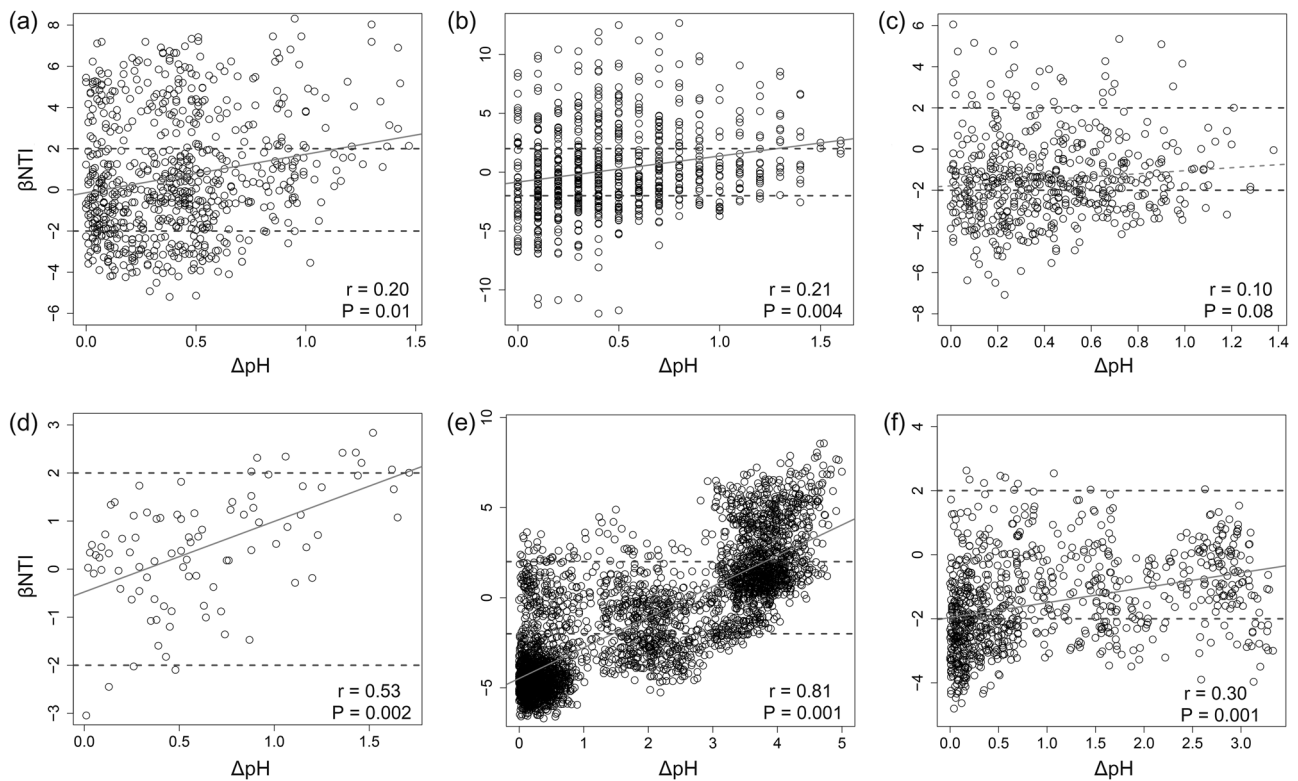 (a)
8
6
4
2
0
−2
−4
−6
βNTI
0.0 0.5 1.0 1.5
ΔpH
r = 0.20
P = 0.01
(b)
10
5
0
−5
−10
0.0 0.5 1.0 1.5
ΔpH
r = 0.21
P = 0.004
(c)
6
4
2
0
−2
−4
−6
−8
0.0 0.2 0.4 0.6 0.8 1.0 1.2 1.4
ΔpH
r = 0.10
P = 0.08
(d)
3
2
1
0
−1
−2
−3
βNTI
0.0 0.5 1.0 1.5
ΔpH
r = 0.53
P = 0.002
(e)
10
5
0
−5
0 1 2 3 4 5
ΔpH
r = 0.81
P = 0.001
(f)
4
2
0
−2
−4
0.0 0.5 1.0 1.5 2.0 2.5 3.0
ΔpH
r = 0.30
P = 0.001